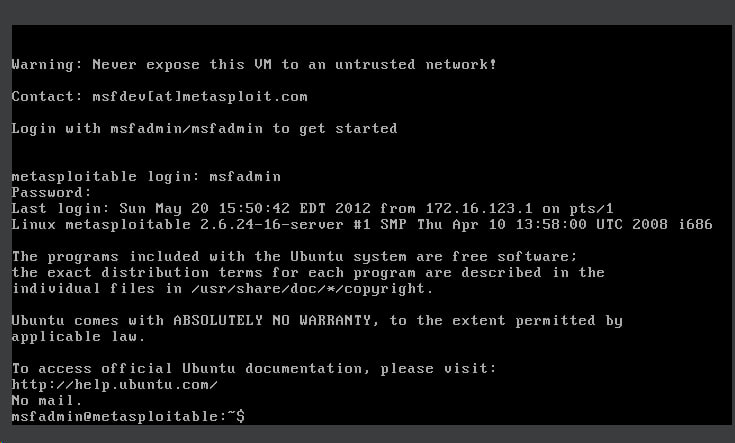 Warning: Never expose this VM to an untrusted network!
Contact: msfdev[at]metasploit.com
Login with msfadmin/msfadmin to get started
metasploitable login: msfadmin
Password:
Last login: Sun May 20 15:50:42 EDT 2012 from 172.16.123.1 on pts/1
Linux metasploitable 2.6.24-16-server #1 SMP Thu Apr 10 13:58:00 UTC 2008 i686
The programs included with the Ubuntu system are free software;
the exact distribution terms for each program are described in the
individual files in /usr/share/doc/*/copyright.
Ubuntu comes with ABSOLUTELY NO WARRANTY, to the extent permitted by
applicable law.
To access official Ubuntu documentation, please visit:
http://help.ubuntu.com/
No mail.
msfadmin@metasploitable:~$